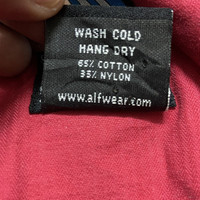 WASH COLD
HANG DRY
65% COTTON
35% NYLON
www.alfwear.com